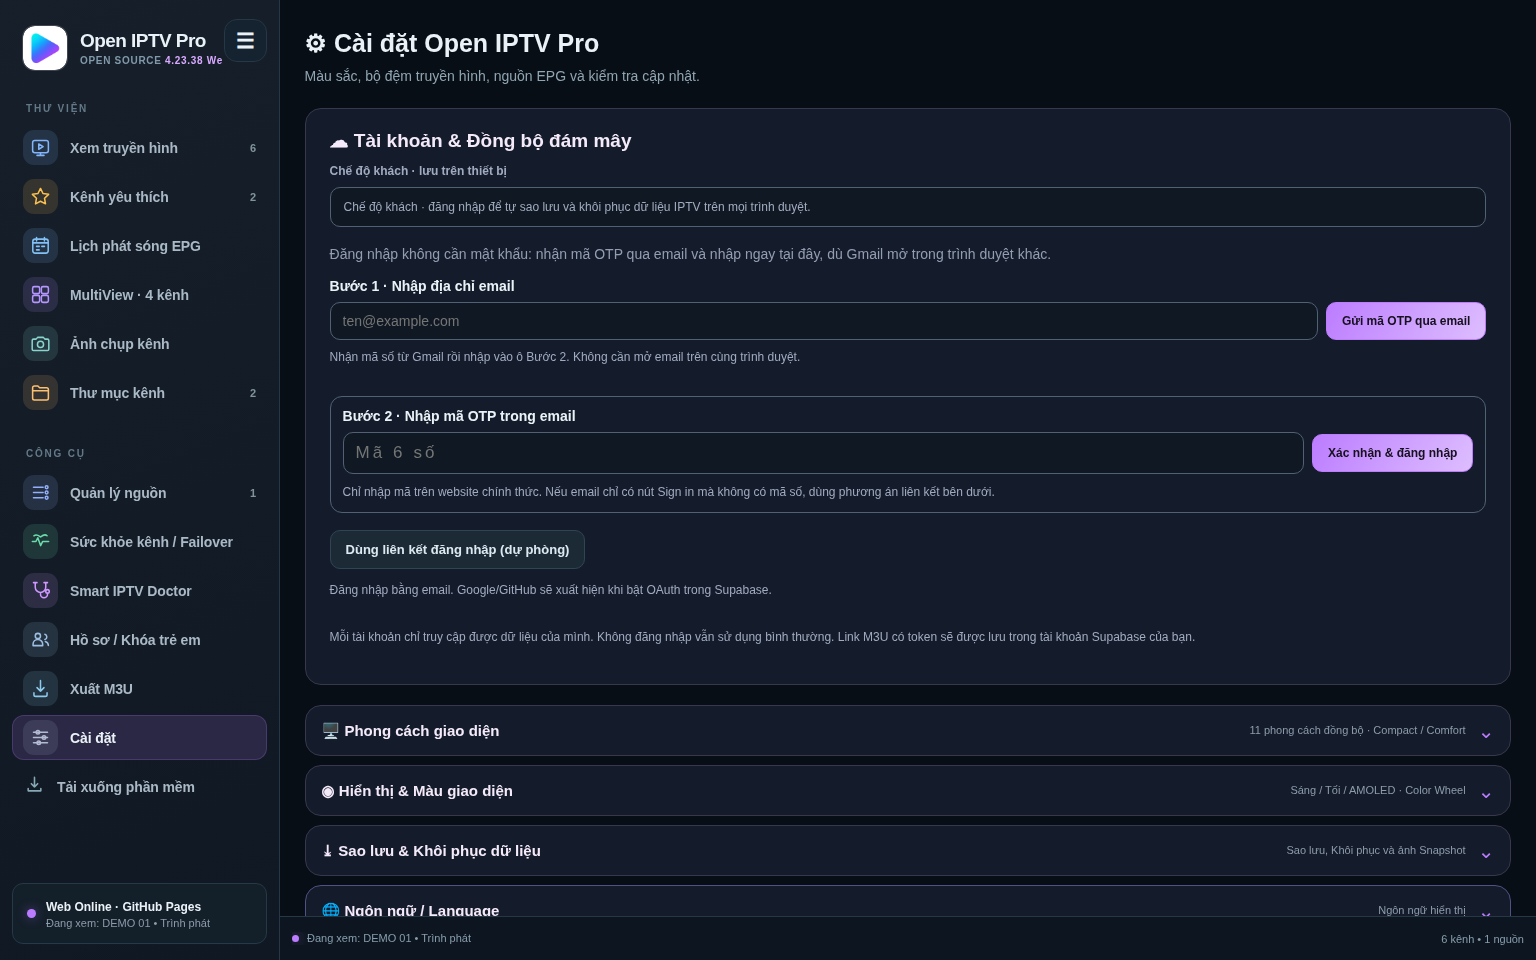 Open IPTV Pro
OPEN SOURCE 4.23.38 We
THƯ VIỆN
Xem truyền hình 6
Kênh yêu thích 2
Lịch phát sóng EPG
MultiView · 4 kênh
Ảnh chụp kênh
Thư mục kênh 2
CÔNG CỤ
Quản lý nguồn 1
Sức khỏe kênh / Failover
Smart IPTV Doctor
Hồ sơ / Khóa trẻ em
Xuất M3U
Cài đặt
Tải xuống phần mềm
Web Online · GitHub Pages
Đang xem: DEMO 01 • Trình phát
⚙ Cài đặt Open IPTV Pro
Màu sắc, bộ đệm truyền hình, nguồn EPG và kiểm tra cập nhật.
☁ Tài khoản & Đồng bộ đám mây
Chế độ khách · lưu trên thiết bị
Chế độ khách · đăng nhập để tự sao lưu và khôi phục dữ liệu IPTV trên mọi trình duyệt.
Đăng nhập không cần mật khẩu: nhận mã OTP qua email và nhập ngay tại đây, dù Gmail mở trong trình duyệt khác.
Bước 1 · Nhập địa chỉ email
ten@example.com
Gửi mã OTP qua email
Nhận mã số từ Gmail rồi nhập vào ô Bước 2. Không cần mở email trên cùng trình duyệt.
Bước 2 · Nhập mã OTP trong email
Mã 6 số
Xác nhận & đăng nhập
Chỉ nhập mã trên website chính thức. Nếu email chỉ có nút Sign in mà không có mã số, dùng phương án liên kết bên dưới.
Dùng liên kết đăng nhập (dự phòng)
Đăng nhập bằng email. Google/GitHub sẽ xuất hiện khi bật OAuth trong Supabase.
Mỗi tài khoản chỉ truy cập được dữ liệu của mình. Không đăng nhập vẫn sử dụng bình thường. Link M3U có token sẽ được lưu trong tài khoản Supabase của bạn.
🖥️ Phong cách giao diện
11 phong cách đồng bộ · Compact / Comfort
◉ Hiển thị & Màu giao diện
Sáng / Tối / AMOLED · Color Wheel
⤓ Sao lưu & Khôi phục dữ liệu
Sao lưu, Khôi phục và ảnh Snapshot
🌐 Ngôn ngữ / Language
Ngôn ngữ hiển thị
Đang xem: DEMO 01 • Trình phát
6 kênh • 1 nguồn